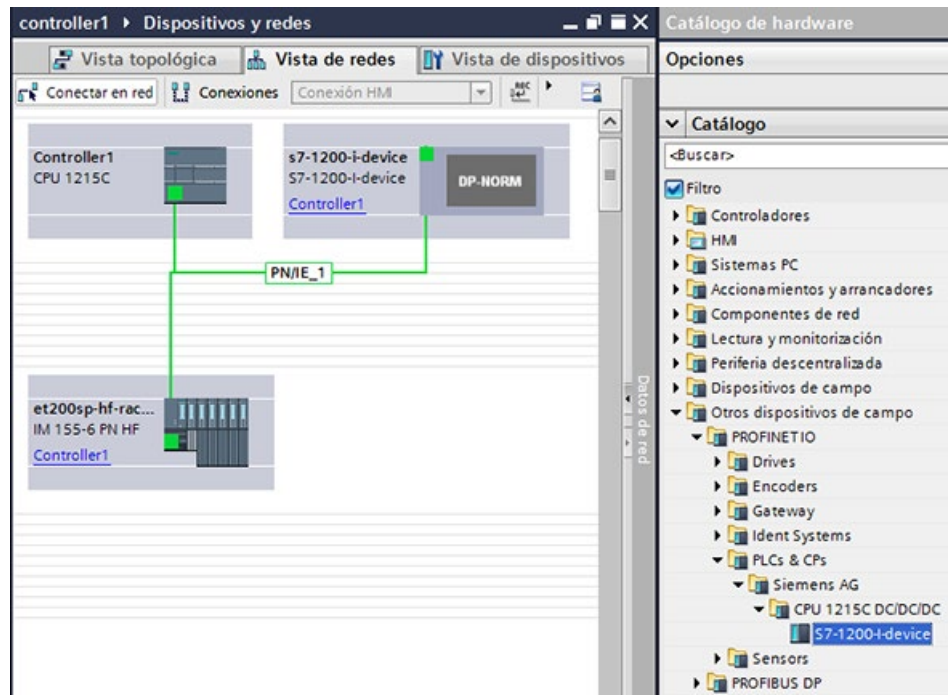 controller1 ▸ Dispositivos y redes
Vista topológica
Vista de redes
Vista de dispositivos
Conectar en red
Conexiones
Conexión HMI
Controller1
CPU 1215C
s7-1200-i-device
S7-1200-I-device
Controller1
DP-NORM
PN/IE_1
et200sp-hf-rac...
IM 155-6 PN HF
Controller1
Datos de red
Catálogo de hardware
Opciones
Catálogo
<Buscar>
Filtro
Controladores
HMI
Sistemas PC
Accionamientos y arrancadores
Componentes de red
Lectura y monitorización
Periferia descentralizada
Dispositivos de campo
Otros dispositivos de campo
PROFINET IO
Drives
Encoders
Gateway
Ident Systems
PLCs & CPs
Siemens AG
CPU 1215C DC/DC/DC
S7-1200-I-device
Sensors
PROFIBUS DP